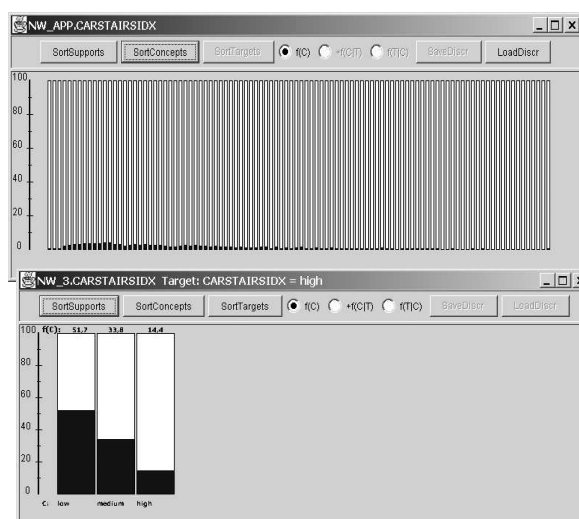 NW_APP.CARSTAIRSIDX
SortSupports SortConcepts SortTargets f(C) +f(C|T) f(T|C) SaveDiscr LoadDiscr
100
80
60
40
20
0
NW_3.CARSTAIRSIDX Target: CARSTAIRSIDX = high
SortSupports SortConcepts SortTargets f(C) +f(C|T) f(T|C) SaveDiscr LoadDiscr
100 f(C): 51,7 33,8 14,4
80
60
40
20
0
C: low medium high